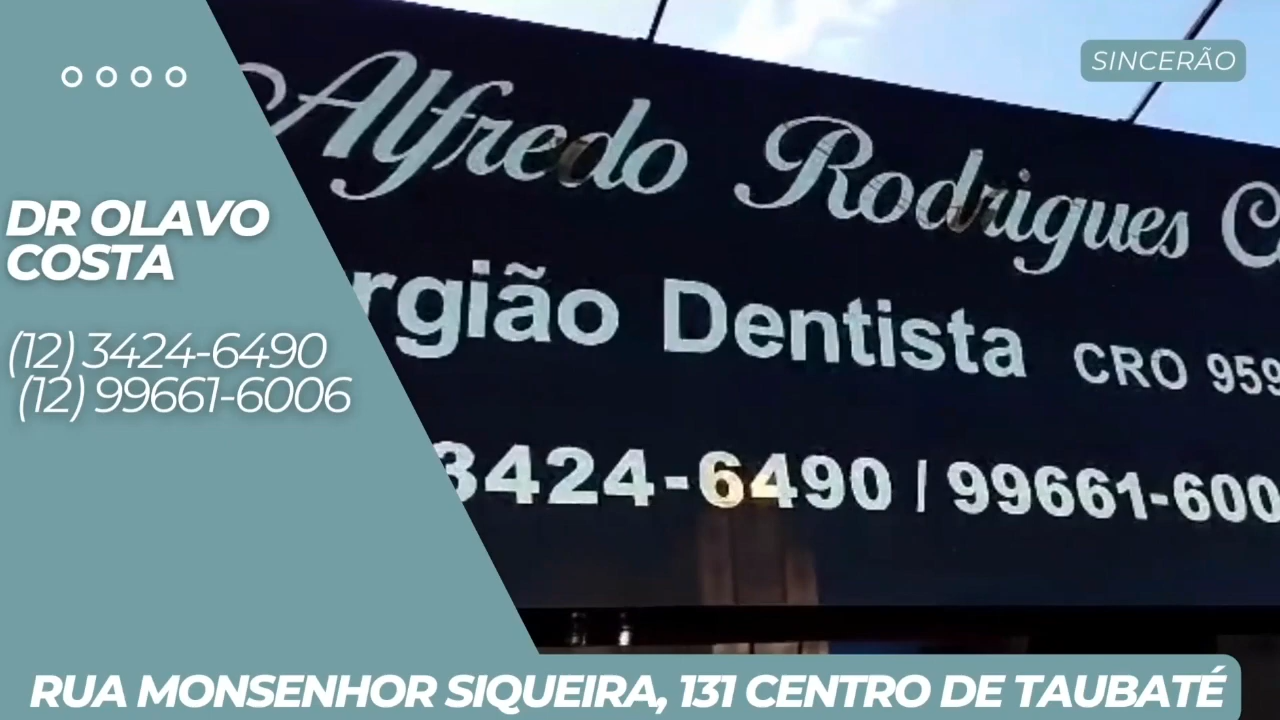 SINCERÃO
DR OLAVO
COSTA
(12) 3424-6490
(12) 99661-6006
Alfredo Rodrigues C
rgião Dentista CRO 959
3424-6490 / 99661-600
RUA MONSENHOR SIQUEIRA, 131 CENTRO DE TAUBATÉ